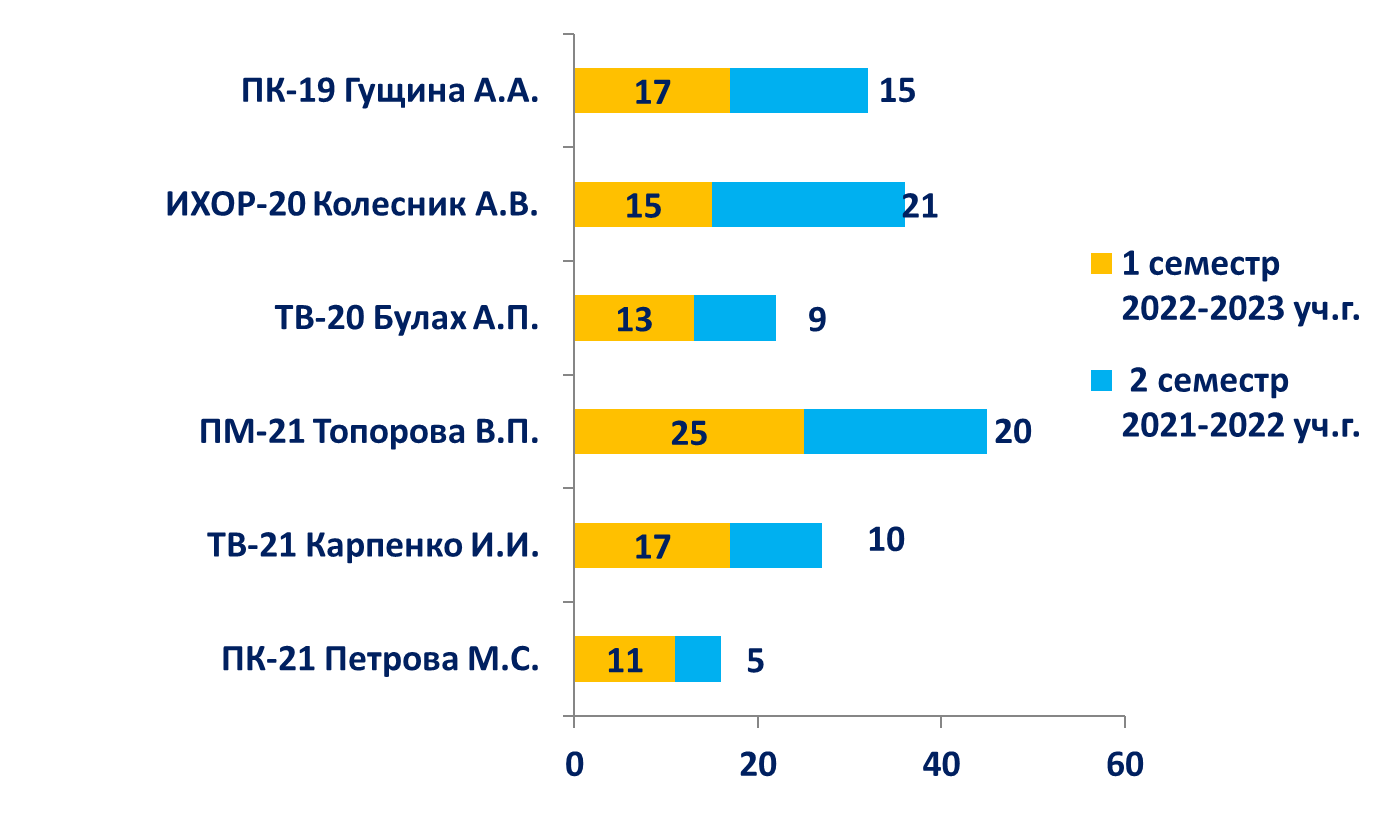 ПК-19 Гущина А.А.
17
15
ИХОР-20 Колесник А.В.
15
21
ТВ-20 Булах А.П.
13
9
ПМ-21 Топорова В.П.
25
20
ТВ-21 Карпенко И.И.
17
10
ПК-21 Петрова М.С.
11
5
0 20 40 60
1 семестр
2022-2023 уч.г.
2 семестр
2021-2022 уч.г.